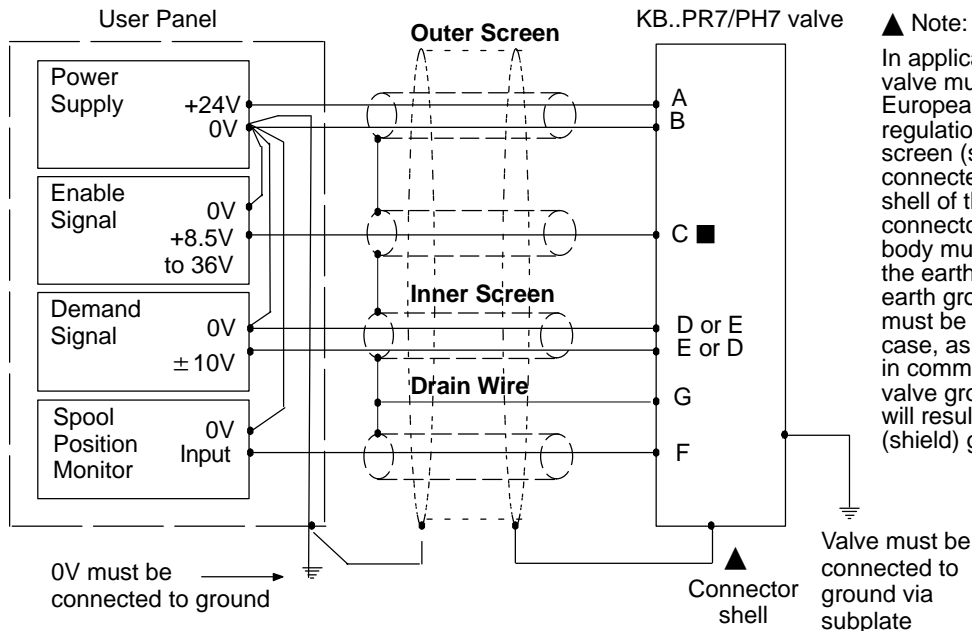 User Panel
Outer Screen
KB..PR7/PH7 valve
▲ Note:
Power
Supply
+24V
0V
A
B
Enable
Signal
0V
+8.5V
to 36V
C ■
Inner Screen
Demand
Signal
0V
±10V
D or E
E or D
Drain Wire
G
Spool
Position
Monitor
0V
Input
F
In applica
valve mu
European
regulation
screen (s
connecte
shell of th
connecto
body mu
the earth
earth gro
must be
case, as
in comm
valve gro
will resul
(shield) g
0V must be
connected to ground
▲
Connector
shell
Valve must be
connected to
ground via
subplate